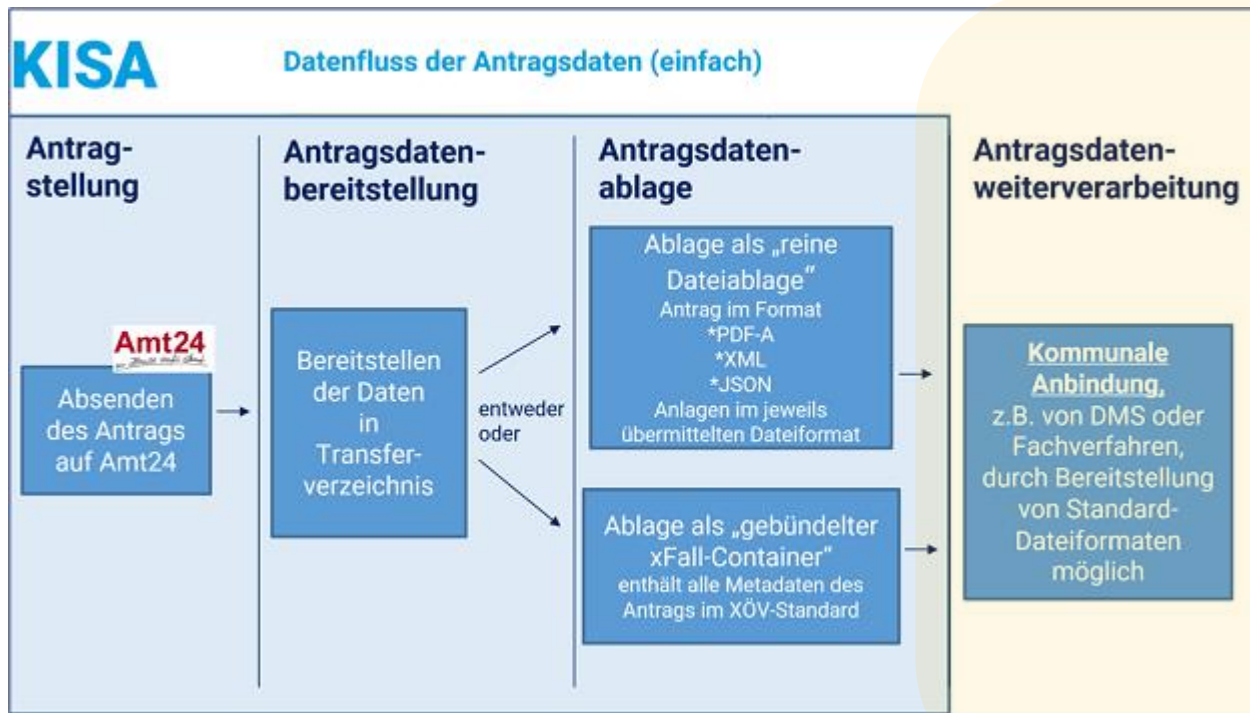 KISA
Datenfluss der Antragsdaten (einfach)
Antrag-
stellung
Amt24
Absenden
des Antrags
auf Amt24
Antragsdaten-
bereitstellung
Bereitstellen
der Daten
in
Transfer-
verzeichnis
entweder
oder
Antragsdaten-
ablage
Ablage als „reine
Dateiablage“
Antrag im Format
*PDF-A
*XML
*JSON
Anlagen im jeweils
übermittelten Dateiformat
Ablage als „gebündelter
xFall-Container“
enthält alle Metadaten des
Antrags im XÖV-Standard
Antragsdaten-
weiterverarbeitung
Kommunale
Anbindung,
z.B. von DMS oder
Fachverfahren,
durch Bereitstellung
von Standard-
Dateiformaten
möglich